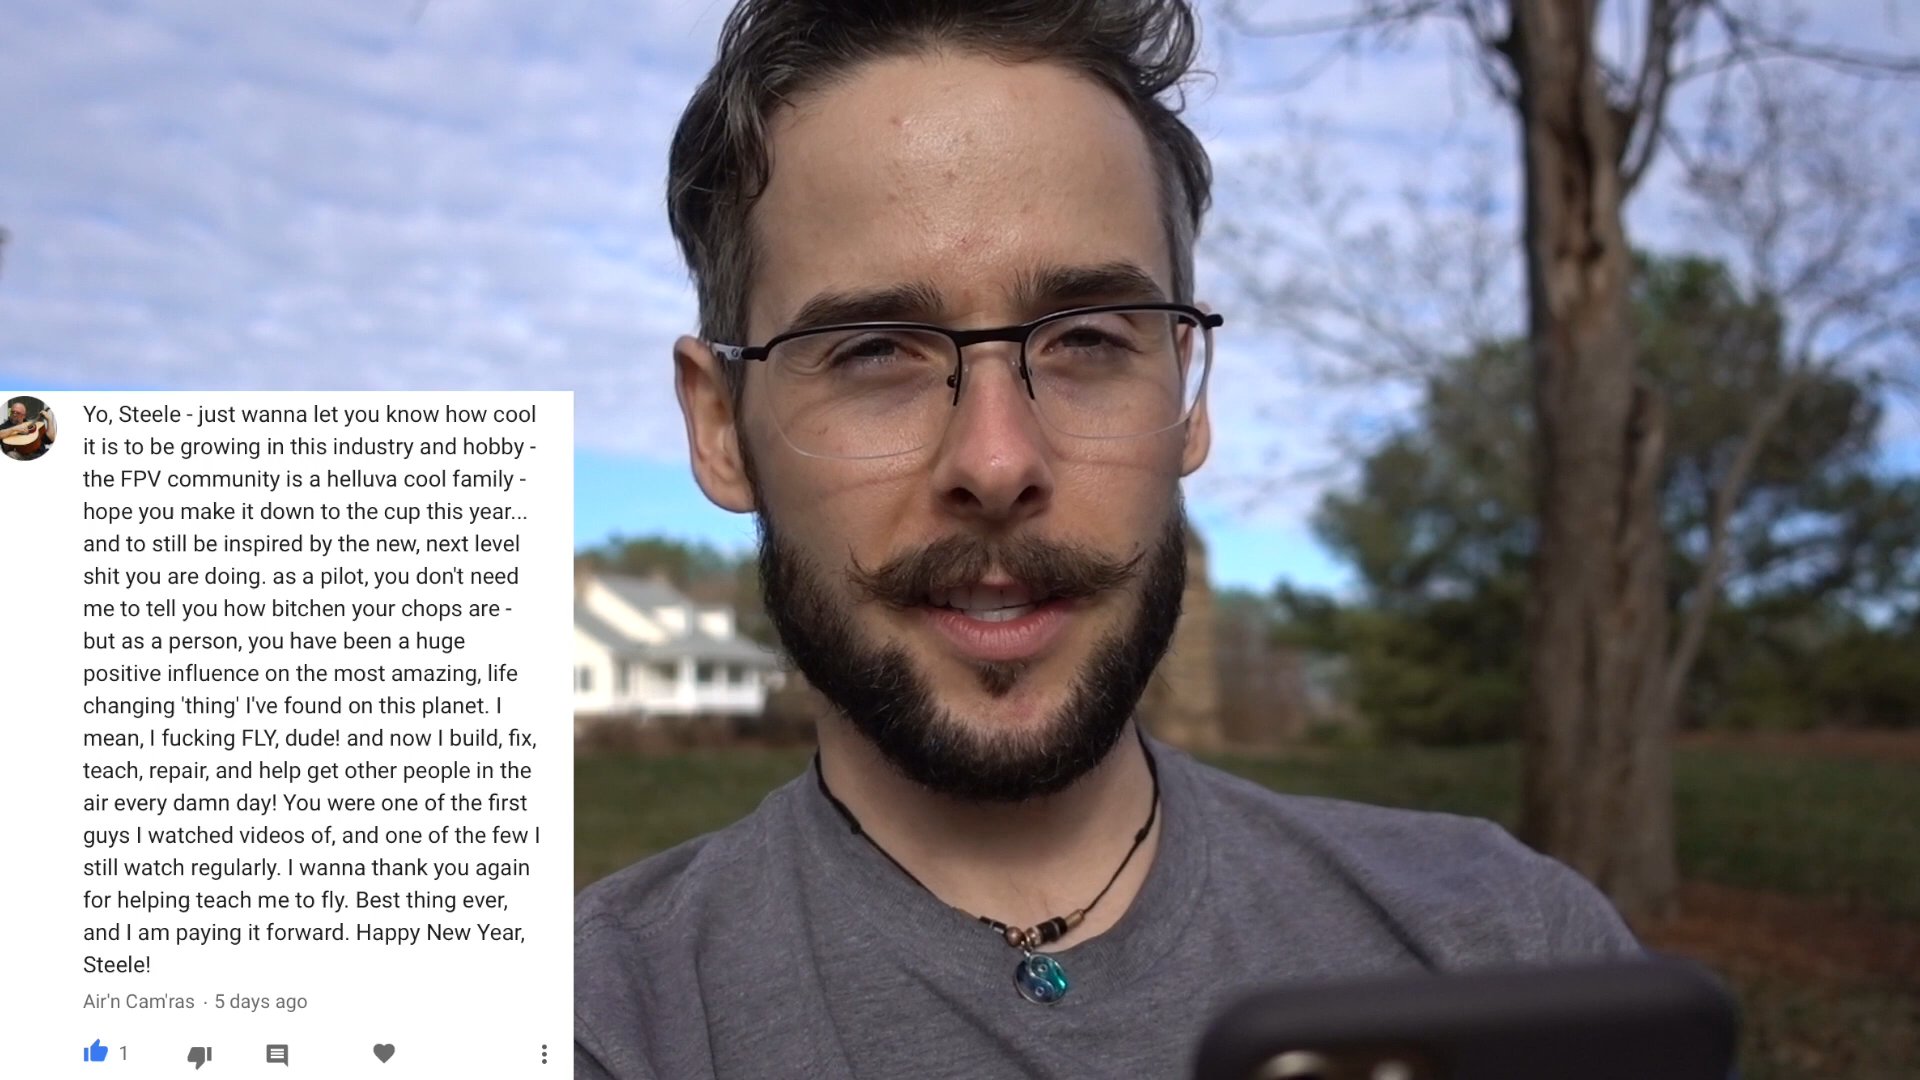 Yo, Steele - just wanna let you know how cool
it is to be growing in this industry and hobby -
the FPV community is a helluva cool family -
hope you make it down to the cup this year...
and to still be inspired by the new, next level
shit you are doing. as a pilot, you don't need
me to tell you how bitchen your chops are -
but as a person, you have been a huge
positive influence on the most amazing, life
changing 'thing' I've found on this planet. I
mean, I fucking FLY, dude! and now I build, fix,
teach, repair, and help get other people in the
air every damn day! You were one of the first
guys I watched videos of, and one of the few I
still watch regularly. I wanna thank you again
for helping teach me to fly. Best thing ever,
and I am paying it forward. Happy New Year,
Steele!
Air'n Cam'ras · 5 days ago
1